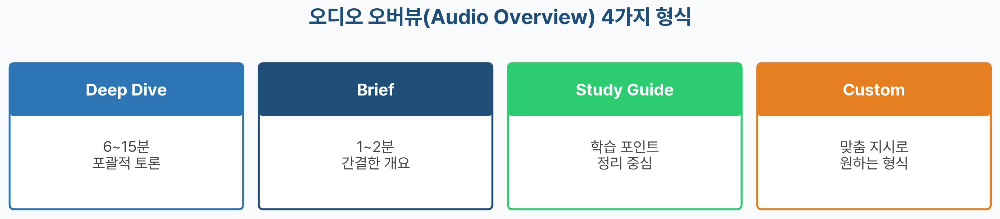 오디오 오버뷰(Audio Overview) 4가지 형식
Deep Dive
6~15분
포괄적 토론
Brief
1~2분
간결한 개요
Study Guide
학습 포인트
정리 중심
Custom
맞춤 지시로
원하는 형식